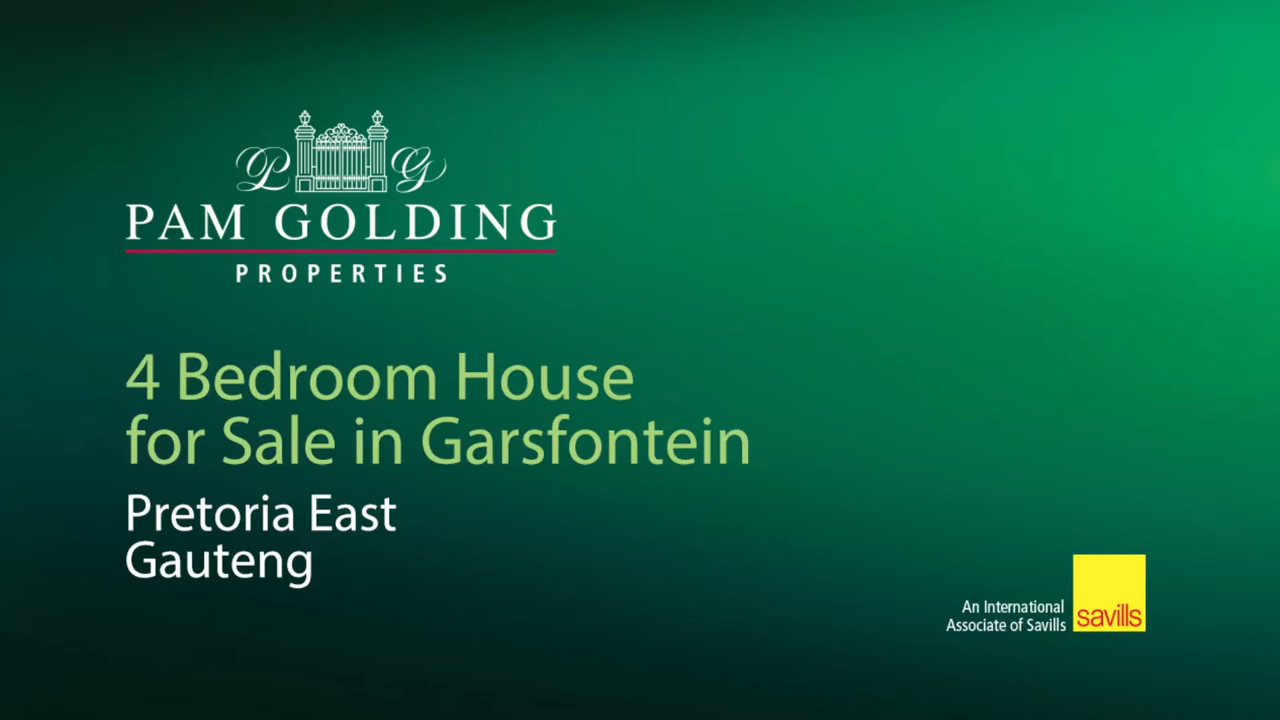 P G
PAM GOLDING
PROPERTIES
4 Bedroom House
for Sale in Garsfontein
Pretoria East
Gauteng
An International
Associate of Savills
savills